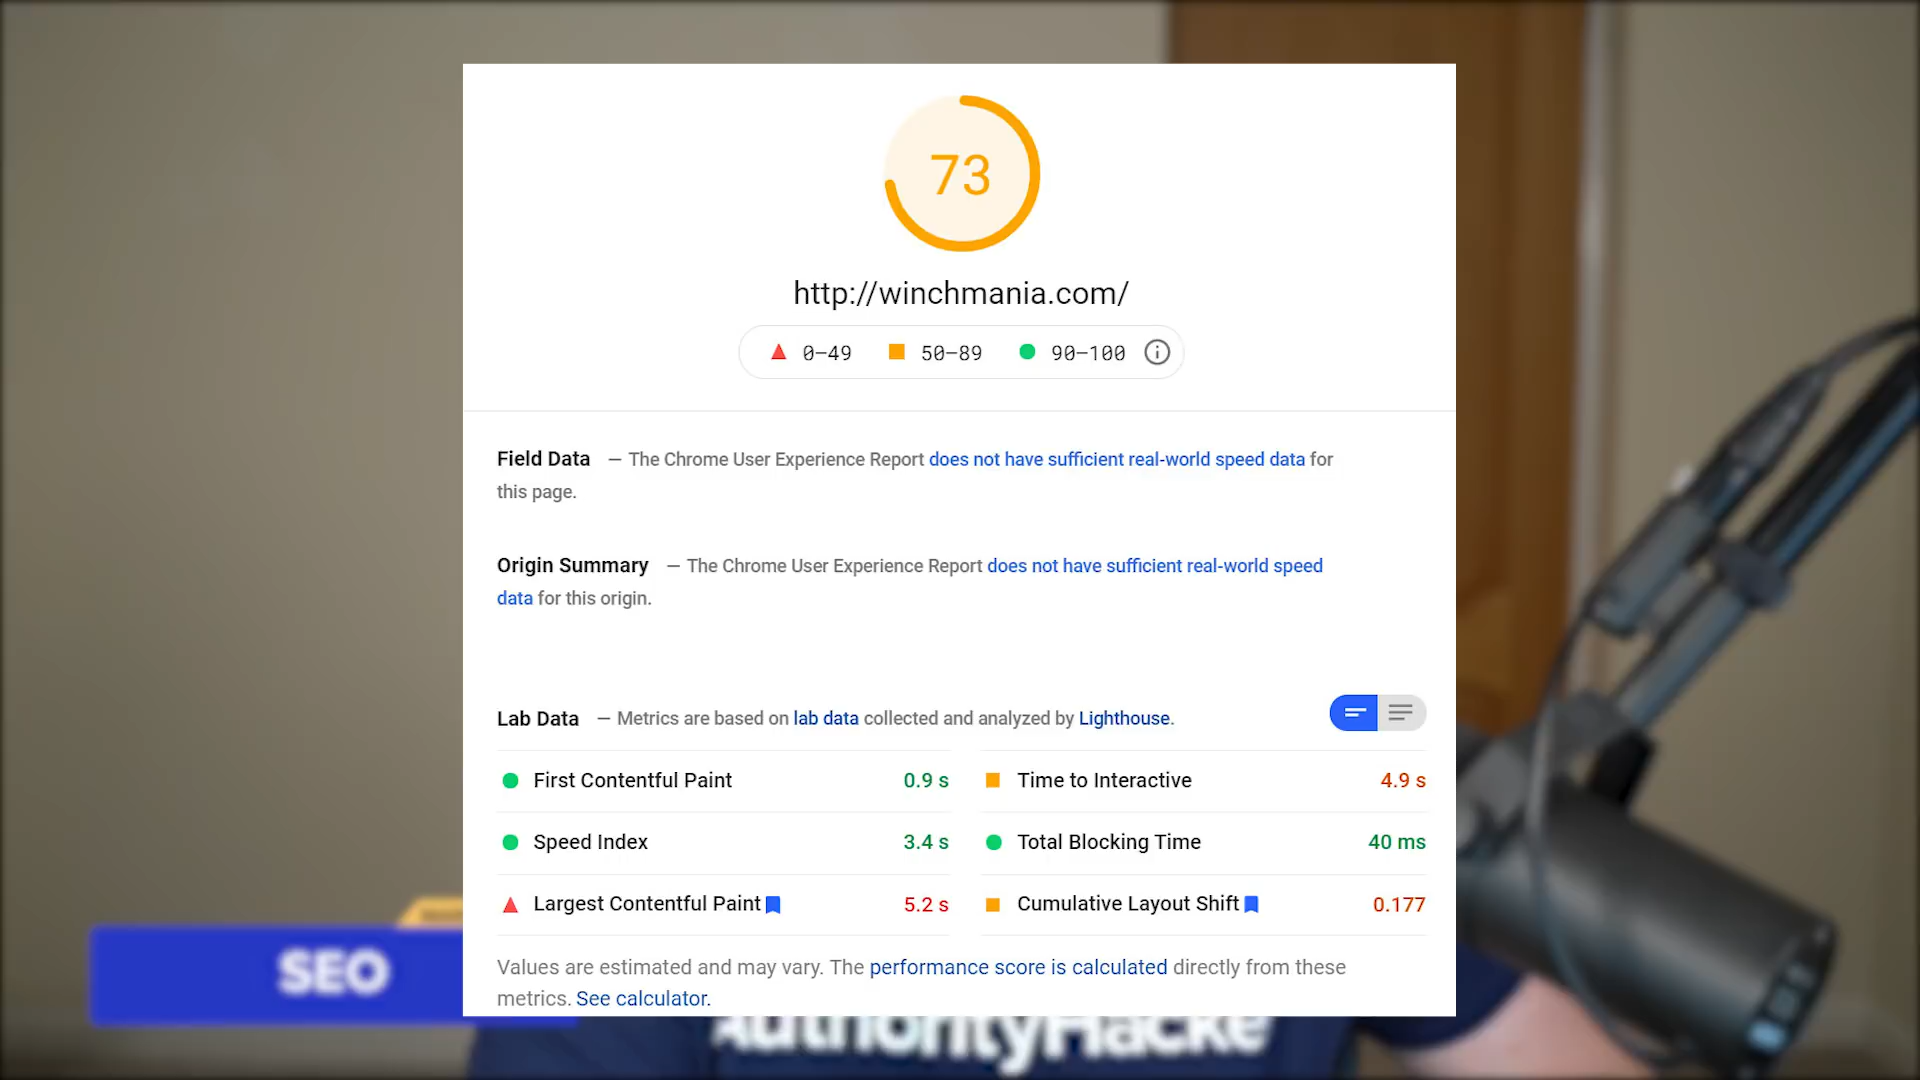 73
http://winchmania.com/
0–49 50–89 90–100
Field Data — The Chrome User Experience Report does not have sufficient real-world speed data for
this page.
Origin Summary — The Chrome User Experience Report does not have sufficient real-world speed
data for this origin.
Lab Data — Metrics are based on lab data collected and analyzed by Lighthouse.
First Contentful Paint 0.9 s
Time to Interactive 4.9 s
Speed Index 3.4 s
Total Blocking Time 40 ms
Largest Contentful Paint 5.2 s
Cumulative Layout Shift 0.177
Values are estimated and may vary. The performance score is calculated directly from these
metrics. See calculator.
SEO
AuthorityHacke